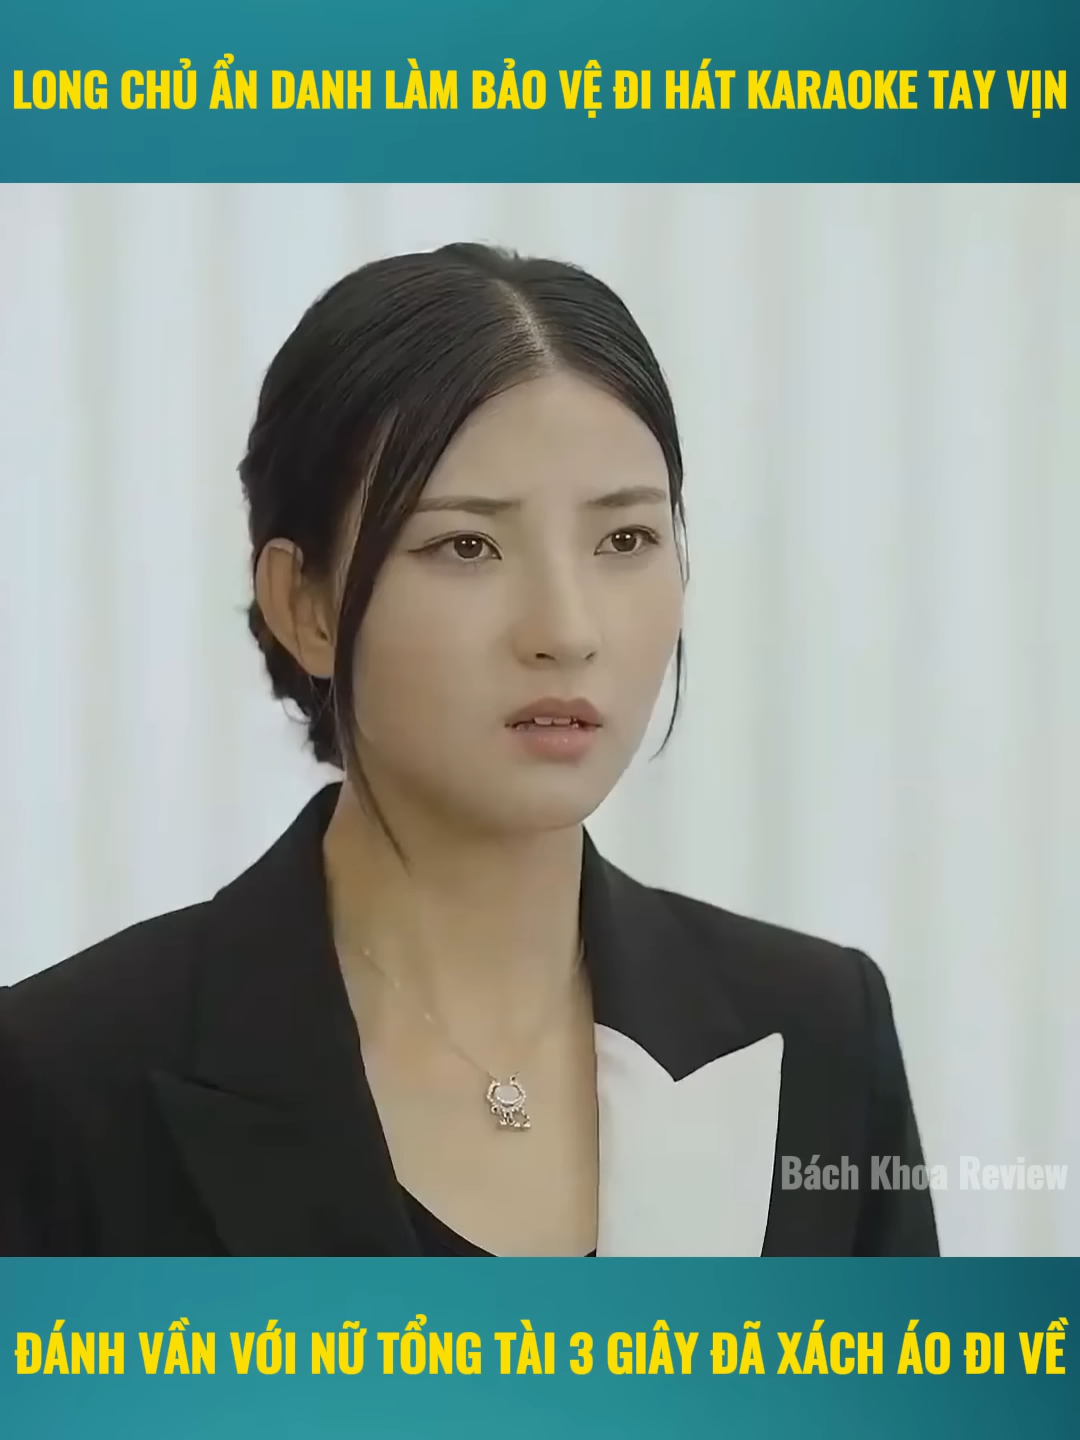 LONG CHỦ ẨN DANH LÀM BẢO VỆ ĐI HÁT KARAOKE TAY VỊN
Bách Khoa Review
ĐÁNH VẦN VỚI NỮ TỔNG TÀI 3 GIÂY ĐÃ XÁCH ÁO ĐI VỀ